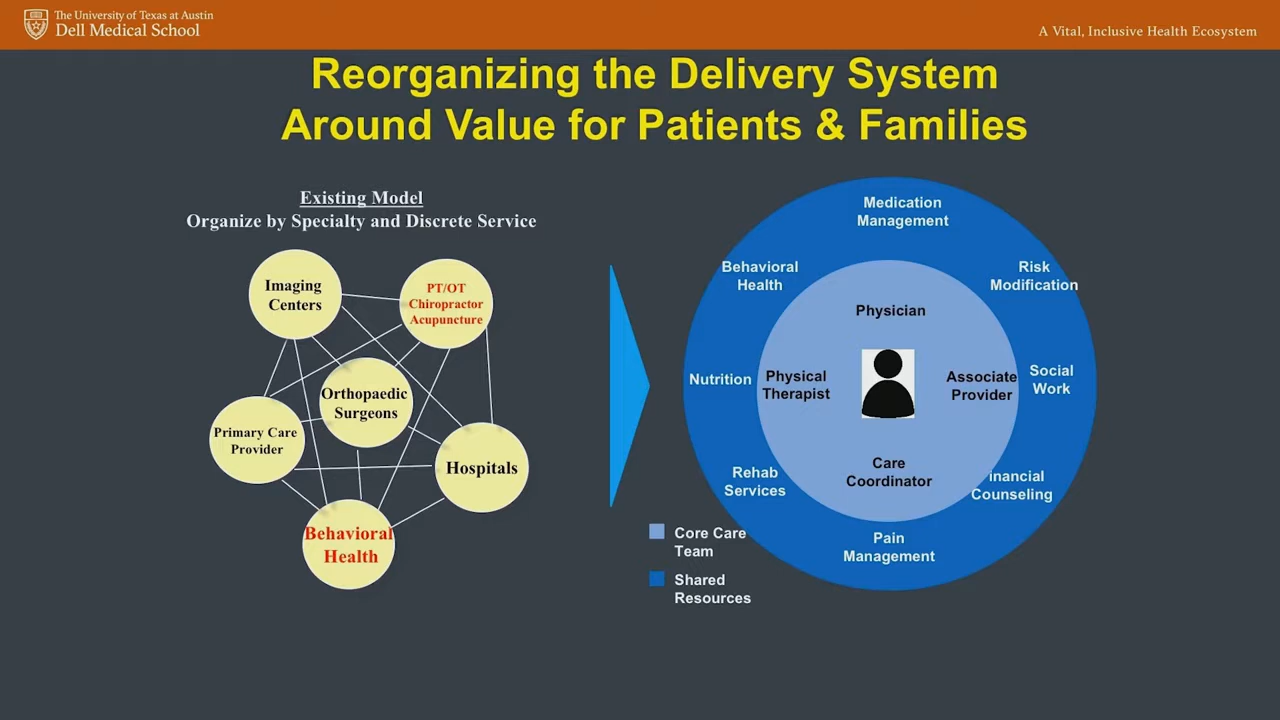 The University of Texas at Austin
Dell Medical School
A Vital, Inclusive Health Ecosystem
Reorganizing the Delivery System
Around Value for Patients & Families
Existing Model
Organize by Specialty and Discrete Service
Imaging
Centers
PT/OT
Chiropractor
Acupuncture
Orthopaedic
Surgeons
Primary Care
Provider
Hospitals
Behavioral
Health
Medication
Management
Behavioral
Health
Risk
Modification
Physician
Nutrition
Physical
Therapist
Associate
Provider
Social
Work
Care
Coordinator
Rehab
Services
inancial
Counseling
Pain
Management
Core Care
Team
Shared
Resources